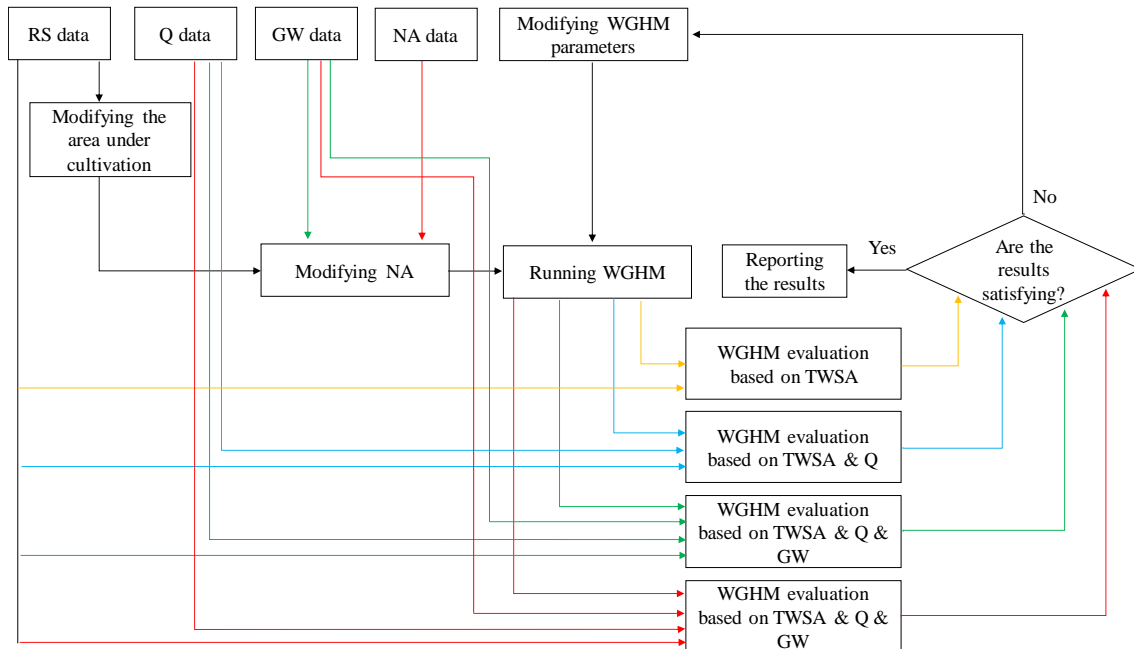 RS data
Q data
GW data
NA data
Modifying WGHM
parameters
Modifying the
area under
cultivation
No
Modifying NA
Running WGHM
Reporting
the results
Yes
Are the
results
satisfying?
WGHM evaluation
based on TWSA
WGHM evaluation
based on TWSA & Q
WGHM evaluation
based on TWSA & Q &
GW
WGHM evaluation
based on TWSA & Q &
GW